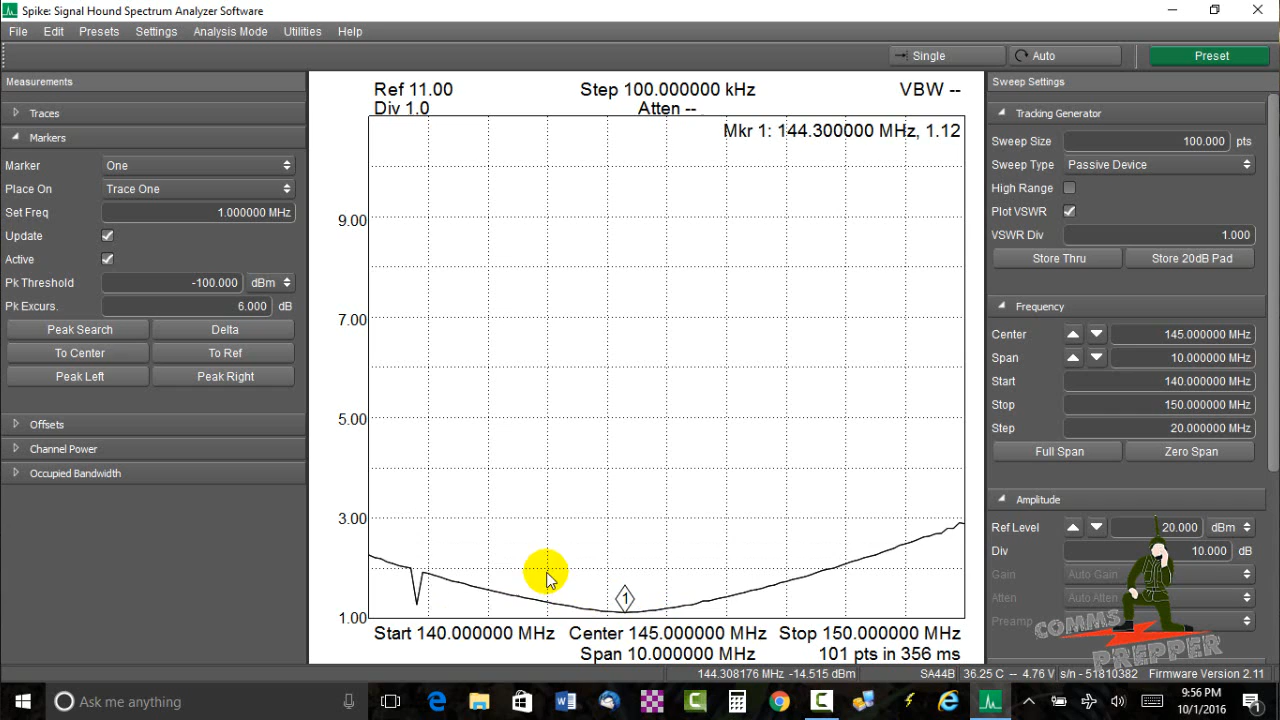 Spike: Signal Hound Spectrum Analyzer Software
File Edit Presets Settings Analysis Mode Utilities Help
Single Auto Preset
Measurements
Traces
Markers
Marker One
Place On Trace One
Set Freq 1.000000 MHz
Update
Active
Pk Threshold -100.000 dBm
Pk Excurs. 6.000 dB
Peak Search Delta
To Center To Ref
Peak Left Peak Right
Offsets
Channel Power
Occupied Bandwidth
Ref 11.00 Step 100.000000 kHz VBW --
Div 1.0 Atten --
Mkr 1: 144.300000 MHz, 1.12
9.00
7.00
5.00
3.00
1.00
1
Start 140.000000 MHz Center 145.000000 MHz Stop 150.000000 MHz
Span 10.000000 MHz 101 pts in 356 ms
Sweep Settings
Tracking Generator
Sweep Size 100.000 pts
Sweep Type Passive Device
High Range
Plot VSWR
VSWR Div 1.000
Store Thru Store 20dB Pad
Frequency
Center 145.000000 MHz
Span 10.000000 MHz
Start 140.000000 MHz
Stop 150.000000 MHz
Step 20.000000 MHz
Full Span Zero Span
Amplitude
Ref Level 20.000 dBm
Div 10.000 dB
Gain Auto Gain
Atten Auto Atten
Preamp
COMMS
PREPPER
144.308176 MHz -14.515 dBm SA44B 36.25 C -- 4.76 V s/n - 51810382 Firmware Version 2.11
Ask me anything
9:56 PM
10/1/2016
1